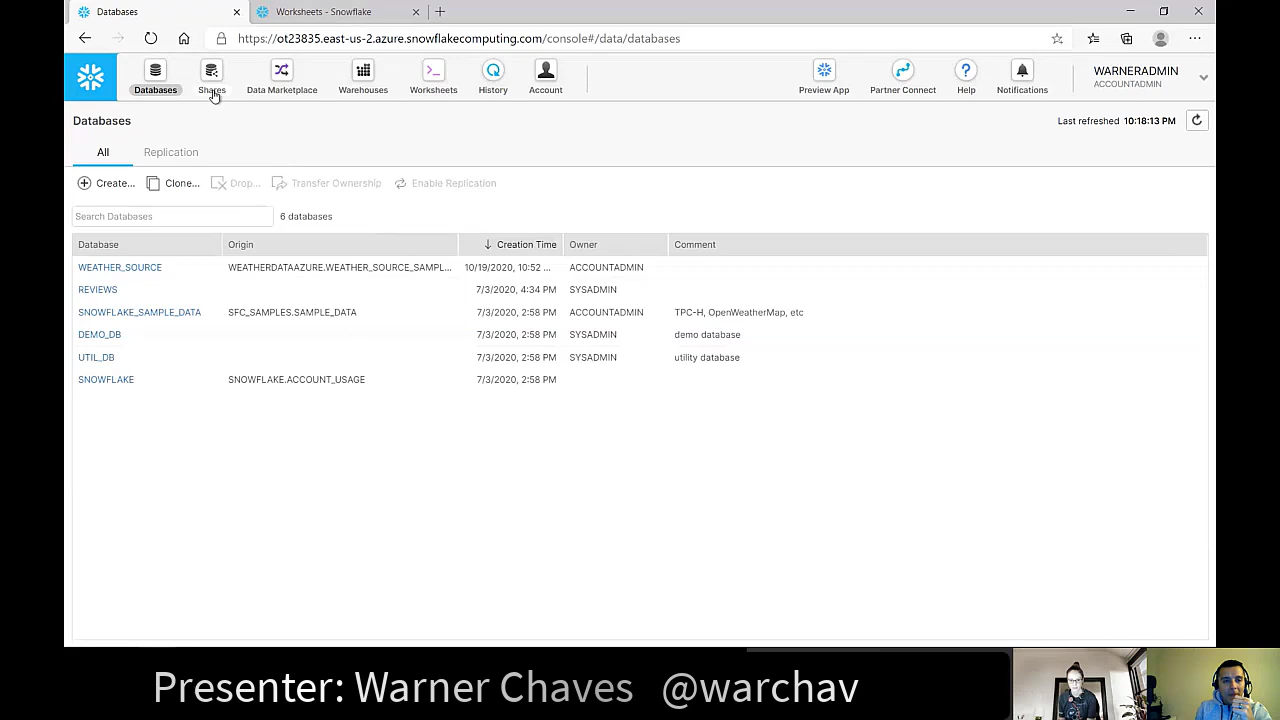 Databases
Worksheets - Snowflake
https://ot23835.east-us-2.azure.snowflakecomputing.com/console#/data/databases
Databases Shares Data Marketplace Warehouses Worksheets History Account Preview App Partner Connect Help Notifications
WARNERADMIN
ACCOUNTADMIN
Databases
Last refreshed 10:18:13 PM
All Replication
Create... Clone... Drop... Transfer Ownership Enable Replication
Search Databases 6 databases
Database Origin Creation Time Owner Comment
WEATHER_SOURCE WEATHERDATAAZURE.WEATHER_SOURCE_SAMPL... 10/19/2020, 10:52 ... ACCOUNTADMIN
REVIEWS 7/3/2020, 4:34 PM SYSADMIN
SNOWFLAKE_SAMPLE_DATA SFC_SAMPLES.SAMPLE_DATA 7/3/2020, 2:58 PM ACCOUNTADMIN TPC-H, OpenWeatherMap, etc
DEMO_DB 7/3/2020, 2:58 PM SYSADMIN demo database
UTIL_DB 7/3/2020, 2:58 PM SYSADMIN utility database
SNOWFLAKE SNOWFLAKE.ACCOUNT_USAGE 7/3/2020, 2:58 PM
Presenter: Warner Chaves @warchav